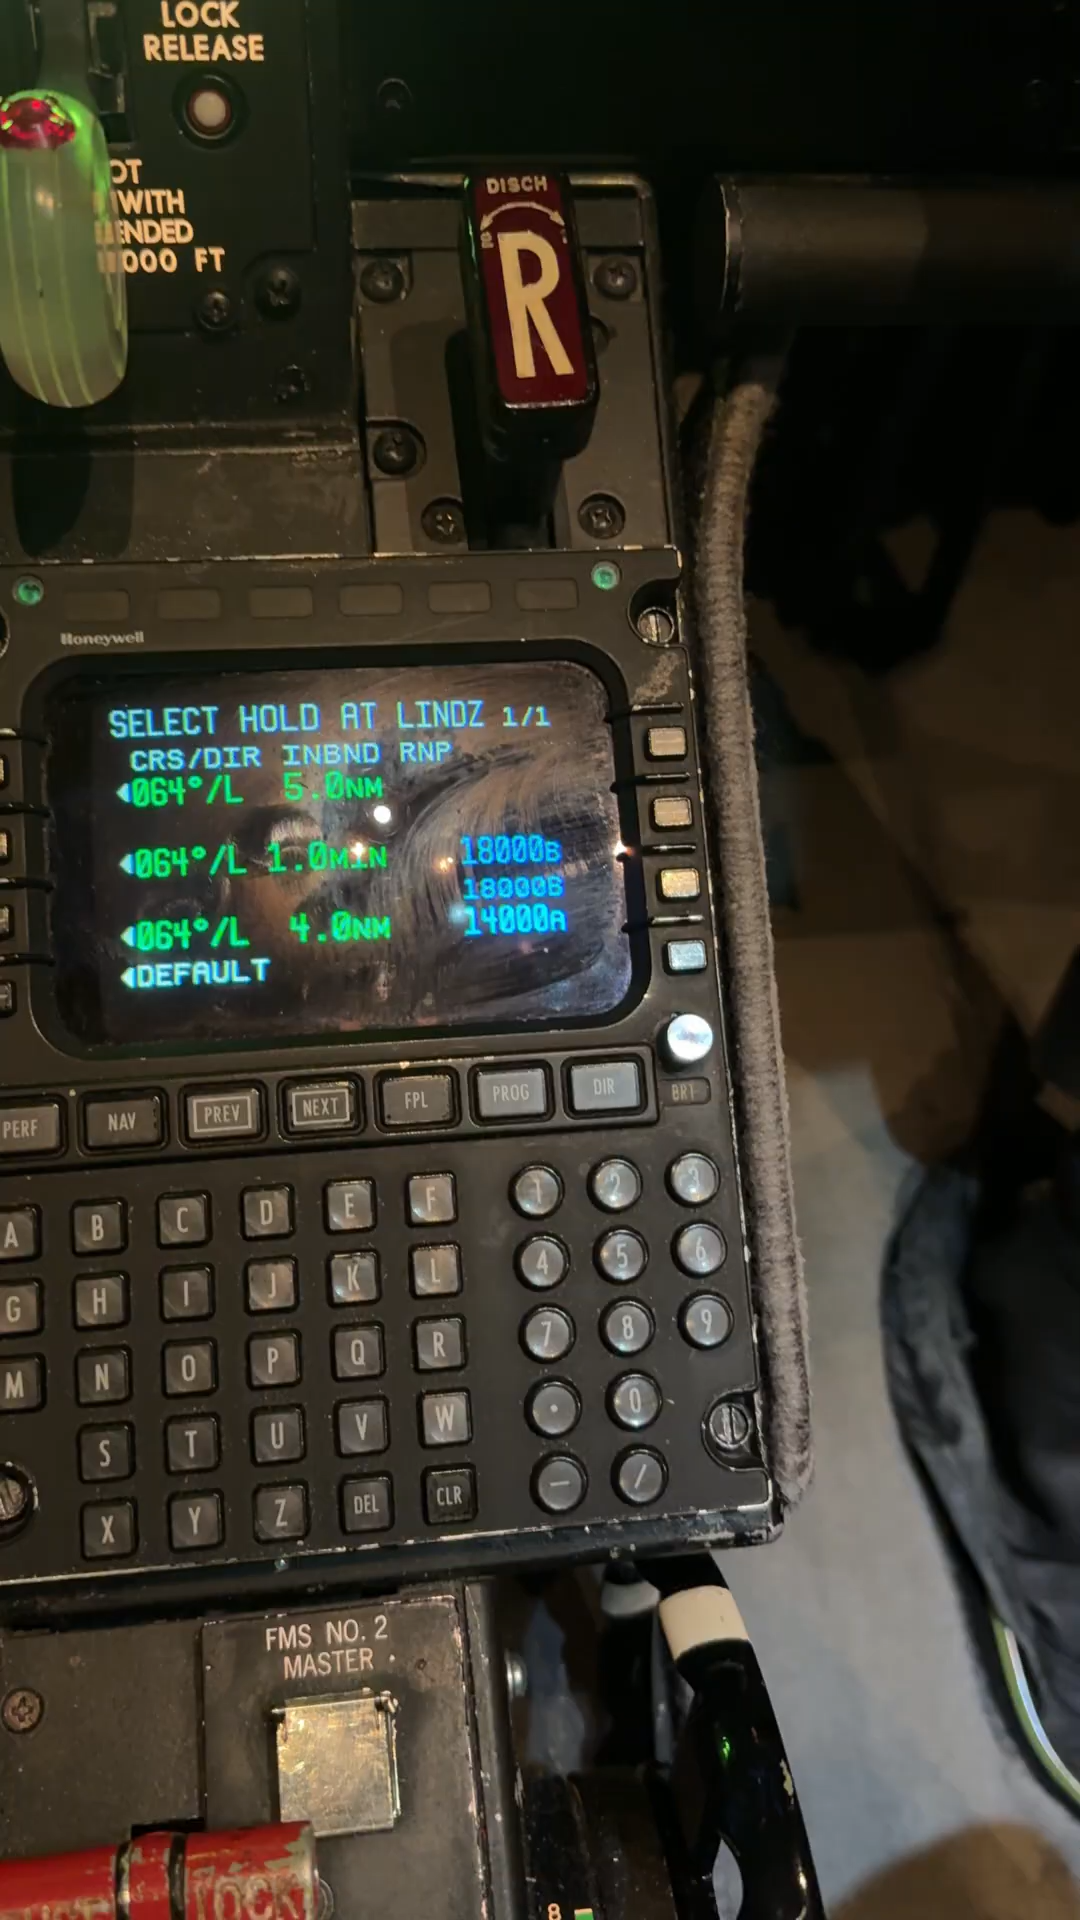 LOCK
RELEASE
WITH
000 FT
DISCH
R
Honeywell
SELECT HOLD AT LINDZ 1/1
CRS/DIR INBND RNP
064°/L 5.0NM
064°/L 1.0MIN 18000B
18000B
064°/L 4.0NM 14000A
DEFAULT
PERF NAV PREV NEXT FPL PROG DIR BRT
A B C D E F 1 2 3
G H I J K L 4 5 6
M N O P Q R 7 8 9
S T U V W . 0
X Y Z DEL CLR – /
FMS NO. 2
MASTER
LOCK
8